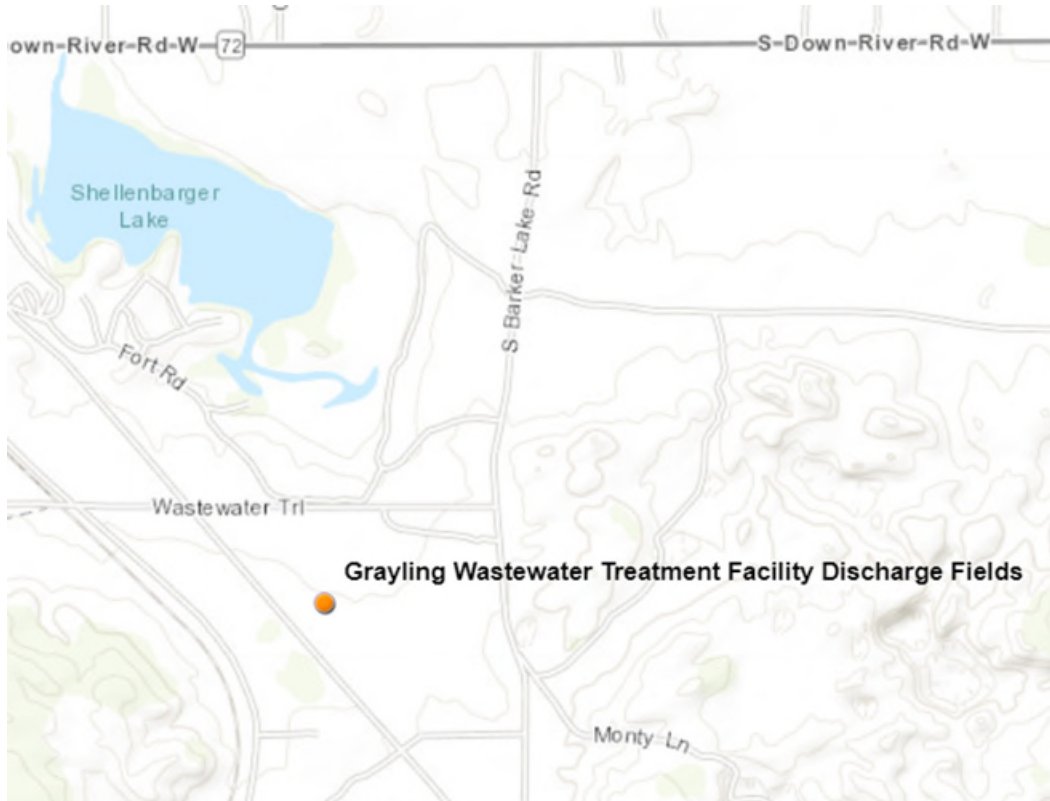 own-River-Rd-W
72
S-Down-River-Rd-W
Shellenbarger
Lake
S-Barker-Lake-Rd
Fort Rd
Wastewater Trl
Grayling Wastewater Treatment Facility Discharge Fields
Monty Ln